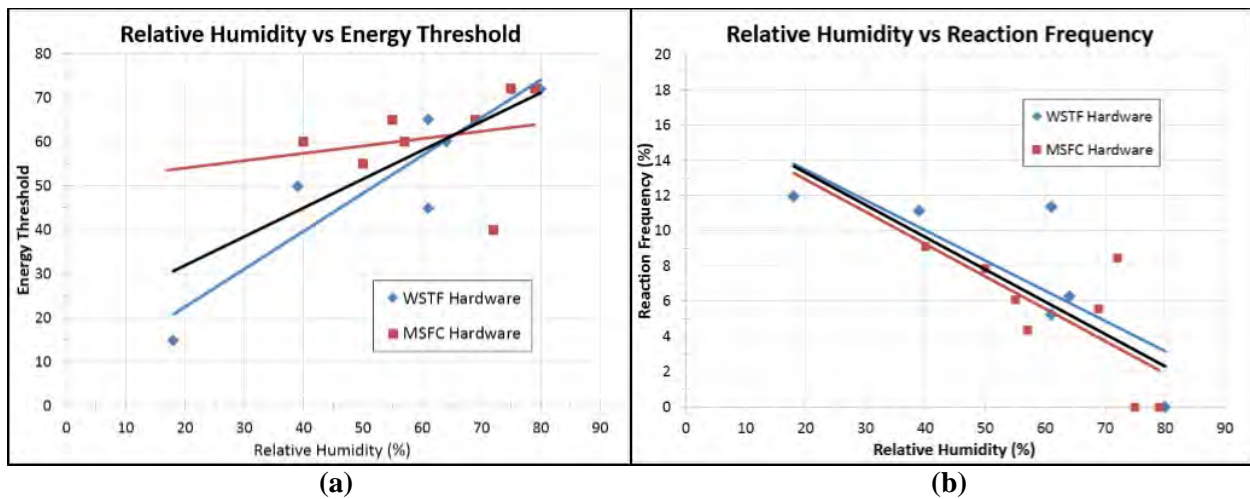 Relative Humidity vs Energy Threshold
80
70
60
50
40
30
20
10
0
Energy Threshold
WSTF Hardware
MSFC Hardware
0 10 20 30 40 50 60 70 80 90
Relative Humidity (%)
(a)
Relative Humidity vs Reaction Frequency
20
18
16
14
12
10
8
6
4
2
0
Reaction Frequency (%)
WSTF Hardware
MSFC Hardware
0 10 20 30 40 50 60 70 80 90
Relative Humidity (%)
(b)